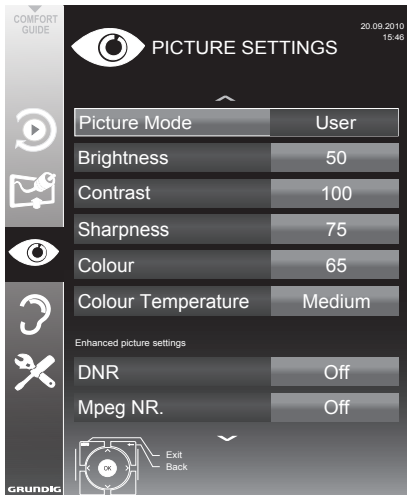 COMFORT
GUIDE
PICTURE SETTINGS
20.09.2010
15:46
Picture Mode User
Brightness 50
Contrast 100
Sharpness 75
Colour 65
Colour Temperature Medium
Enhanced picture settings
DNR Off
Mpeg NR. Off
Exit
Back
OK
GRUNDIG